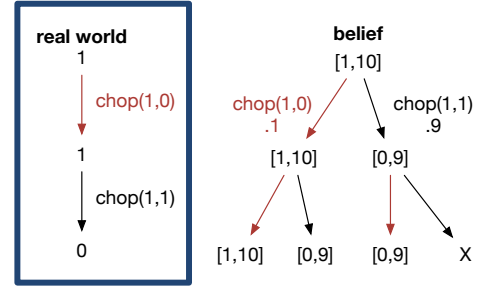 real world
1
chop(1,0)
1
chop(1,1)
0
belief
[1,10]
chop(1,0)
.1
chop(1,1)
.9
[1,10]
[0,9]
[1,10]
[0,9]
[0,9]
X